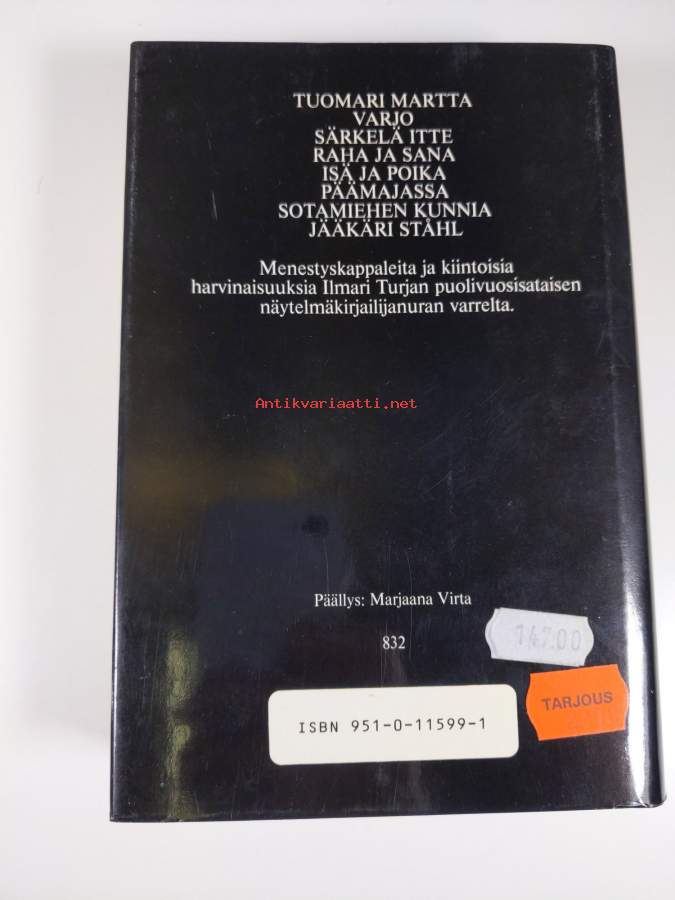 TUOMARI MARTTA
VARJO
SÄRKELÄ ITTE
RAHA JA SANA
ISÄ JA POIKA
PÄÄMAJASSA
SOTAMIEHEN KUNNIA
JÄÄKÄRI STÅHL
Menestyskappaleita ja kiintoisia
harvinaisuuksia Ilmari Turjan puolivuosisataisen
näytelmäkirjailijanuran varrelta.
Antikvariaatti.net
Päällys: Marjaana Virta
832
147.00
TARJOUS
ISBN 951-0-11599-1